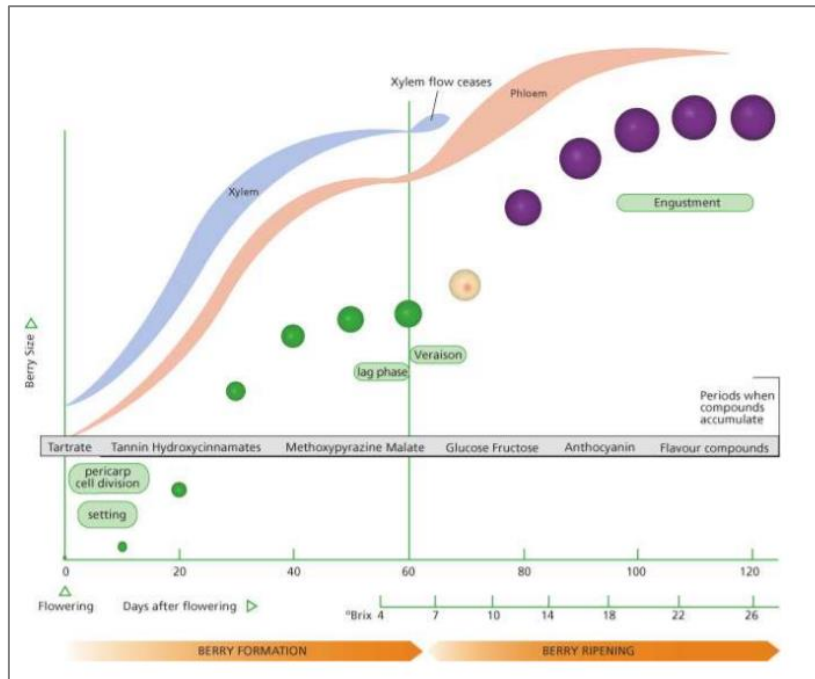 Xylem flow ceases
Phloem
Xylem
Engustment
Berry Size
Veraison
lag phase
Periods when
compounds
accumulate
Tartrate Tannin Hydroxycinnamates Methoxypyrazine Malate Glucose Fructose Anthocyanin Flavour compounds
pericarp
cell division
setting
0 20 40 60 80 100 120
Flowering Days after flowering
ºBrix 4 7 10 14 18 22 26
BERRY FORMATION BERRY RIPENING